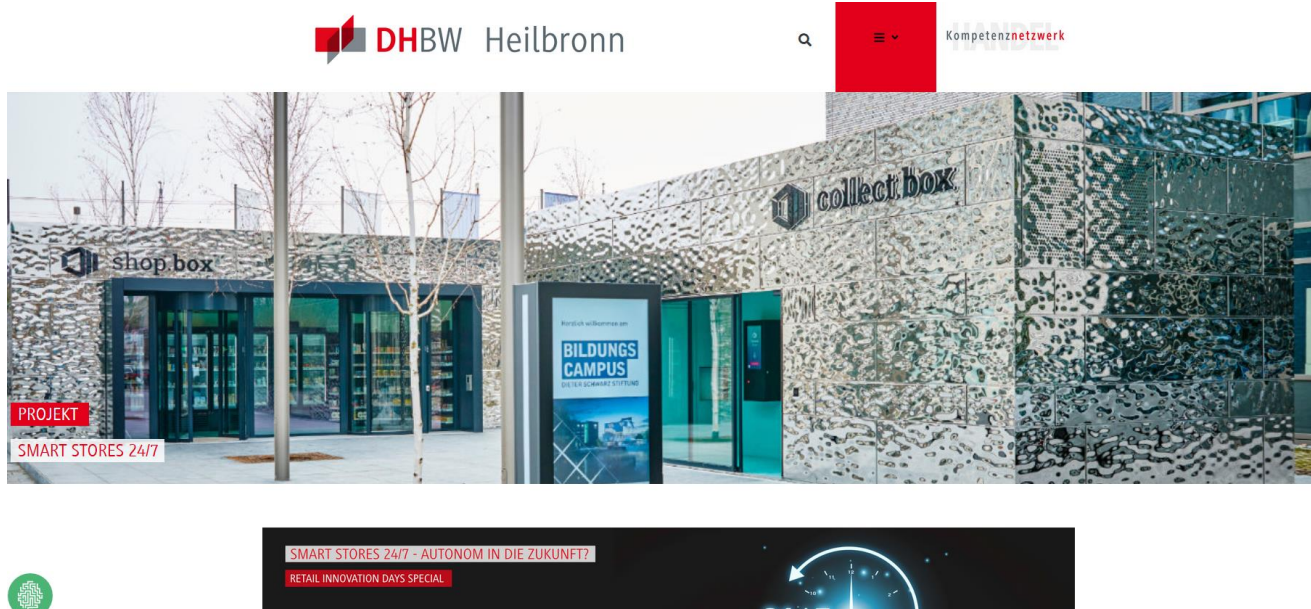 DHBW Heilbronn
HANDEL
Kompetenznetzwerk
shop.box
collect.box
Herzlich willkommen am
BILDUNGS
CAMPUS
DIETER SCHWARZ STIFTUNG
PROJEKT
SMART STORES 24/7
SMART STORES 24/7 - AUTONOM IN DIE ZUKUNFT?
RETAIL INNOVATION DAYS SPECIAL